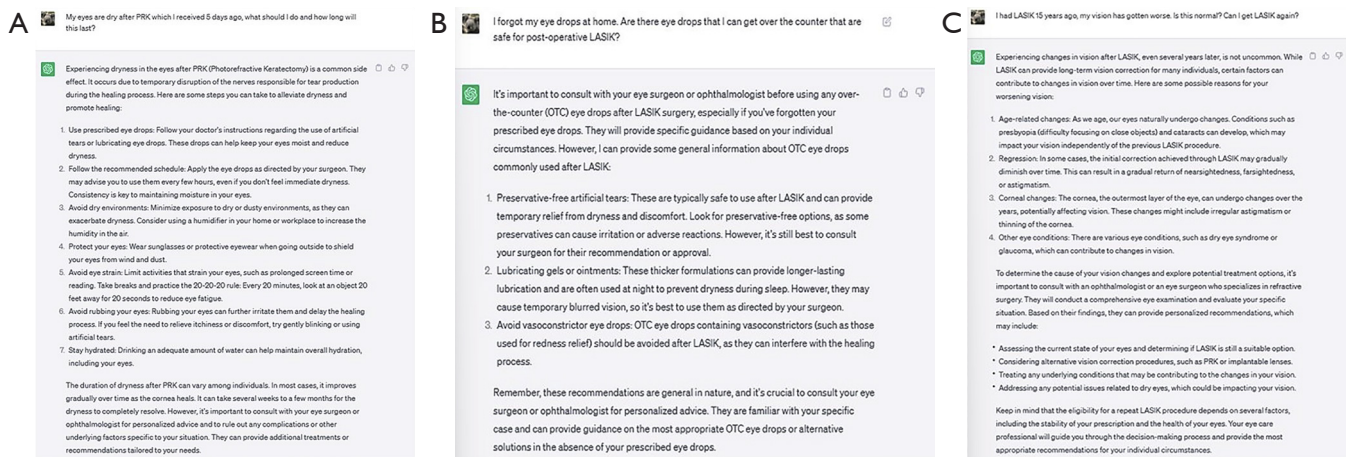 A
My eyes are dry after PRK which I received 5 days ago, what should I do and how long will
this last?
Experiencing dryness in the eyes after PRK (Photorefractive Keratectomy) is a common side
effect. It occurs due to temporary disruption of the nerves responsible for tear production
during the healing process. Here are some steps you can take to alleviate dryness and
promote healing:
1. Use prescribed eye drops: Follow your doctor's instructions regarding the use of artificial
tears or lubricating eye drops. These drops can help keep your eyes moist and reduce
dryness.
2. Follow the recommended schedule: Apply the eye drops as directed by your surgeon. They
may advise you to use them every few hours, even if you don't feel immediate dryness.
Consistency is key to maintaining moisture in your eyes.
3. Avoid dry environments: Minimize exposure to dry or dusty environments, as they can
exacerbate dryness. Consider using a humidifier in your home or workplace to increase the
humidity in the air.
4. Protect your eyes: Wear sunglasses or protective eyewear when going outside to shield
your eyes from wind and dust.
5. Avoid eye strain: Limit activities that strain your eyes, such as prolonged screen time or
reading. Take breaks and practice the 20-20-20 rule: Every 20 minutes, look at an object 20
feet away for 20 seconds to reduce eye fatigue.
6. Avoid rubbing your eyes: Rubbing your eyes can further irritate them and delay the healing
process. If you feel the need to relieve itchiness or discomfort, try gently blinking or using
artificial tears.
7. Stay hydrated: Drinking an adequate amount of water can help maintain overall hydration,
including your eyes.
The duration of dryness after PRK can vary among individuals. In most cases, it improves
gradually over time as the cornea heals. It can take several weeks to a few months for the
dryness to completely resolve. However, it's important to consult with your eye surgeon or
ophthalmologist for personalized advice and to rule out any complications or other
underlying factors specific to your situation. They can provide additional treatments or
recommendations tailored to your needs.
B
I forgot my eye drops at home. Are there eye drops that I can get over the counter that are
safe for post-operative LASIK?
It's important to consult with your eye surgeon or ophthalmologist before using any over-
the-counter (OTC) eye drops after LASIK surgery, especially if you've forgotten your
prescribed eye drops. They will provide specific guidance based on your individual
circumstances. However, I can provide some general information about OTC eye drops
commonly used after LASIK:
1. Preservative-free artificial tears: These are typically safe to use after LASIK and can provide
temporary relief from dryness and discomfort. Look for preservative-free options, as some
preservatives can cause irritation or adverse reactions. However, it's still best to consult
your surgeon for their recommendation or approval.
2. Lubricating gels or ointments: These thicker formulations can provide longer-lasting
lubrication and are often used at night to prevent dryness during sleep. However, they may
cause temporary blurred vision, so it's best to use them as directed by your surgeon.
3. Avoid vasoconstrictor eye drops: OTC eye drops containing vasoconstrictors (such as those
used for redness relief) should be avoided after LASIK, as they can interfere with the healing
process.
Remember, these recommendations are general in nature, and it's crucial to consult your eye
surgeon or ophthalmologist for personalized advice. They are familiar with your specific
case and can provide guidance on the most appropriate OTC eye drops or alternative
solutions in the absence of your prescribed eye drops.
C
I had LASIK 15 years ago, my vision has gotten worse. Is this normal? Can I get LASIK again?
Experiencing changes in vision after LASIK, even several years later, is not uncommon. While
LASIK can provide long-term vision correction for many individuals, certain factors can
contribute to changes in vision over time. Here are some possible reasons for your
worsening vision:
1. Age-related changes: As we age, our eyes naturally undergo changes. Conditions such as
presbyopia (difficulty focusing on close objects) and cataracts can develop, which may
impact your vision independently of the previous LASIK procedure.
2. Regression: In some cases, the initial correction achieved through LASIK may gradually
diminish over time. This can result in a gradual return of nearsightedness, farsightedness,
or astigmatism.
3. Corneal changes: The cornea, the outermost layer of the eye, can undergo changes over the
years, potentially affecting vision. These changes might include irregular astigmatism or
thinning of the cornea.
4. Other eye conditions: There are various eye conditions, such as dry eye syndrome or
glaucoma, which can contribute to changes in vision.
To determine the cause of your vision changes and explore potential treatment options, it's
important to consult with an ophthalmologist or an eye surgeon who specializes in refractive
surgery. They will conduct a comprehensive eye examination and evaluate your specific
situation. Based on their findings, they can provide personalized recommendations, which
may include:
• Assessing the current state of your eyes and determining if LASIK is still a suitable option.
• Considering alternative vision correction procedures, such as PRK or implantable lenses.
• Treating any underlying conditions that may be contributing to the changes in your vision.
• Addressing any potential issues related to dry eyes, which could be impacting your vision.
Keep in mind that the eligibility for a repeat LASIK procedure depends on several factors,
including the stability of your prescription and the health of your eyes. Your eye care
professional will guide you through the decision-making process and provide the most
appropriate recommendations for your individual circumstances.